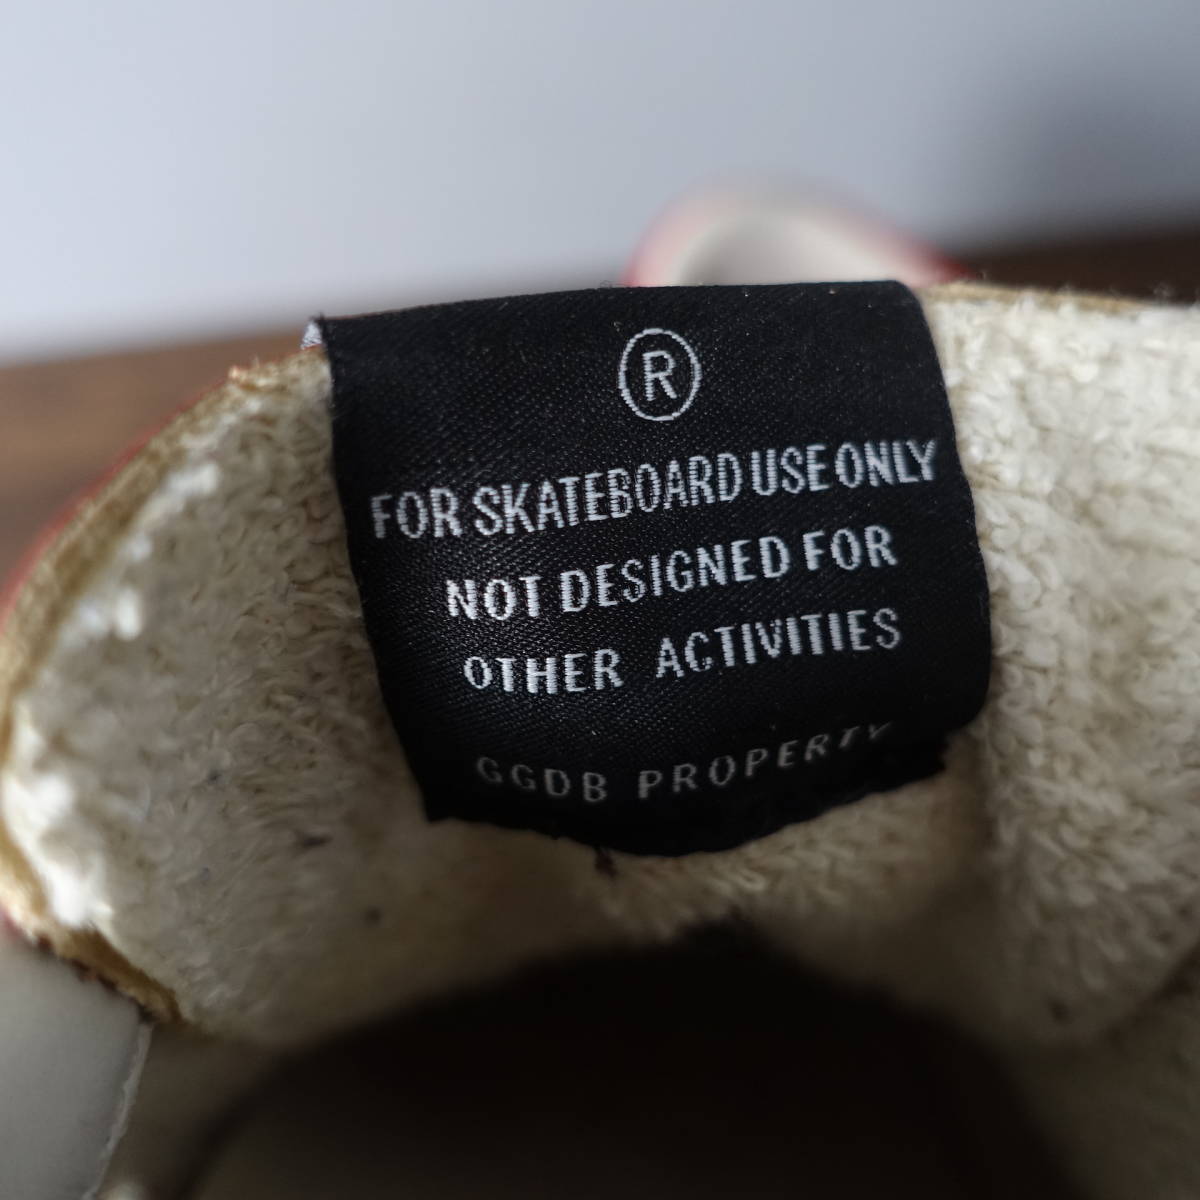 ®
FOR SKATEBOARD USE ONLY
NOT DESIGNED FOR
OTHER ACTIVITIES
GGDB PROPERTY